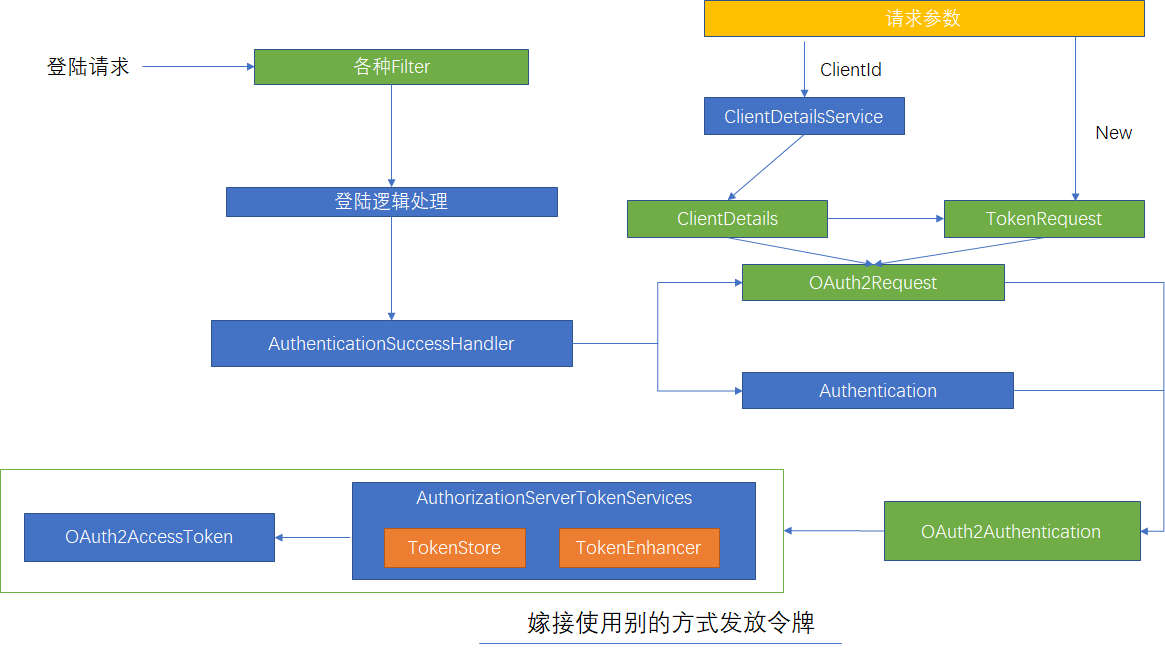 请求参数
登陆请求
各种Filter
ClientId
ClientDetailsService
New
登陆逻辑处理
ClientDetails
TokenRequest
OAuth2Request
AuthenticationSuccessHandler
Authentication
AuthorizationServerTokenServices
OAuth2AccessToken
TokenStore
TokenEnhancer
OAuth2Authentication
嫁接使用别的方式发放令牌